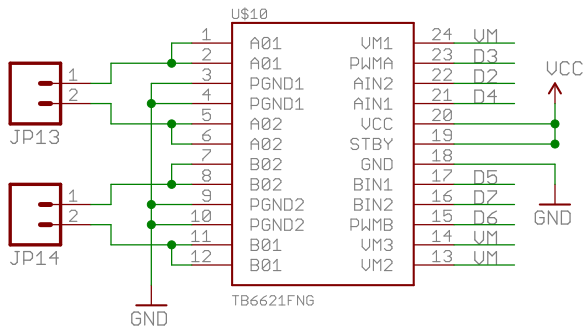 U$10
1 A01 VM1 24 VM
2 A01 PWMA 23 D3
3 PGND1 AIN2 22 D2
4 PGND1 AIN1 21 D4
5 A02 VCC 20 VCC
6 A02 STBY 19
7 B02 GND 18 GND
8 B02 BIN1 17 D5
9 PGND2 BIN2 16 D7
10 PGND2 PWMB 15 D6
11 B01 VM3 14 VM
12 B01 VM2 13 VM
TB6621FNG
1
2
JP13
1
2
JP14
GND